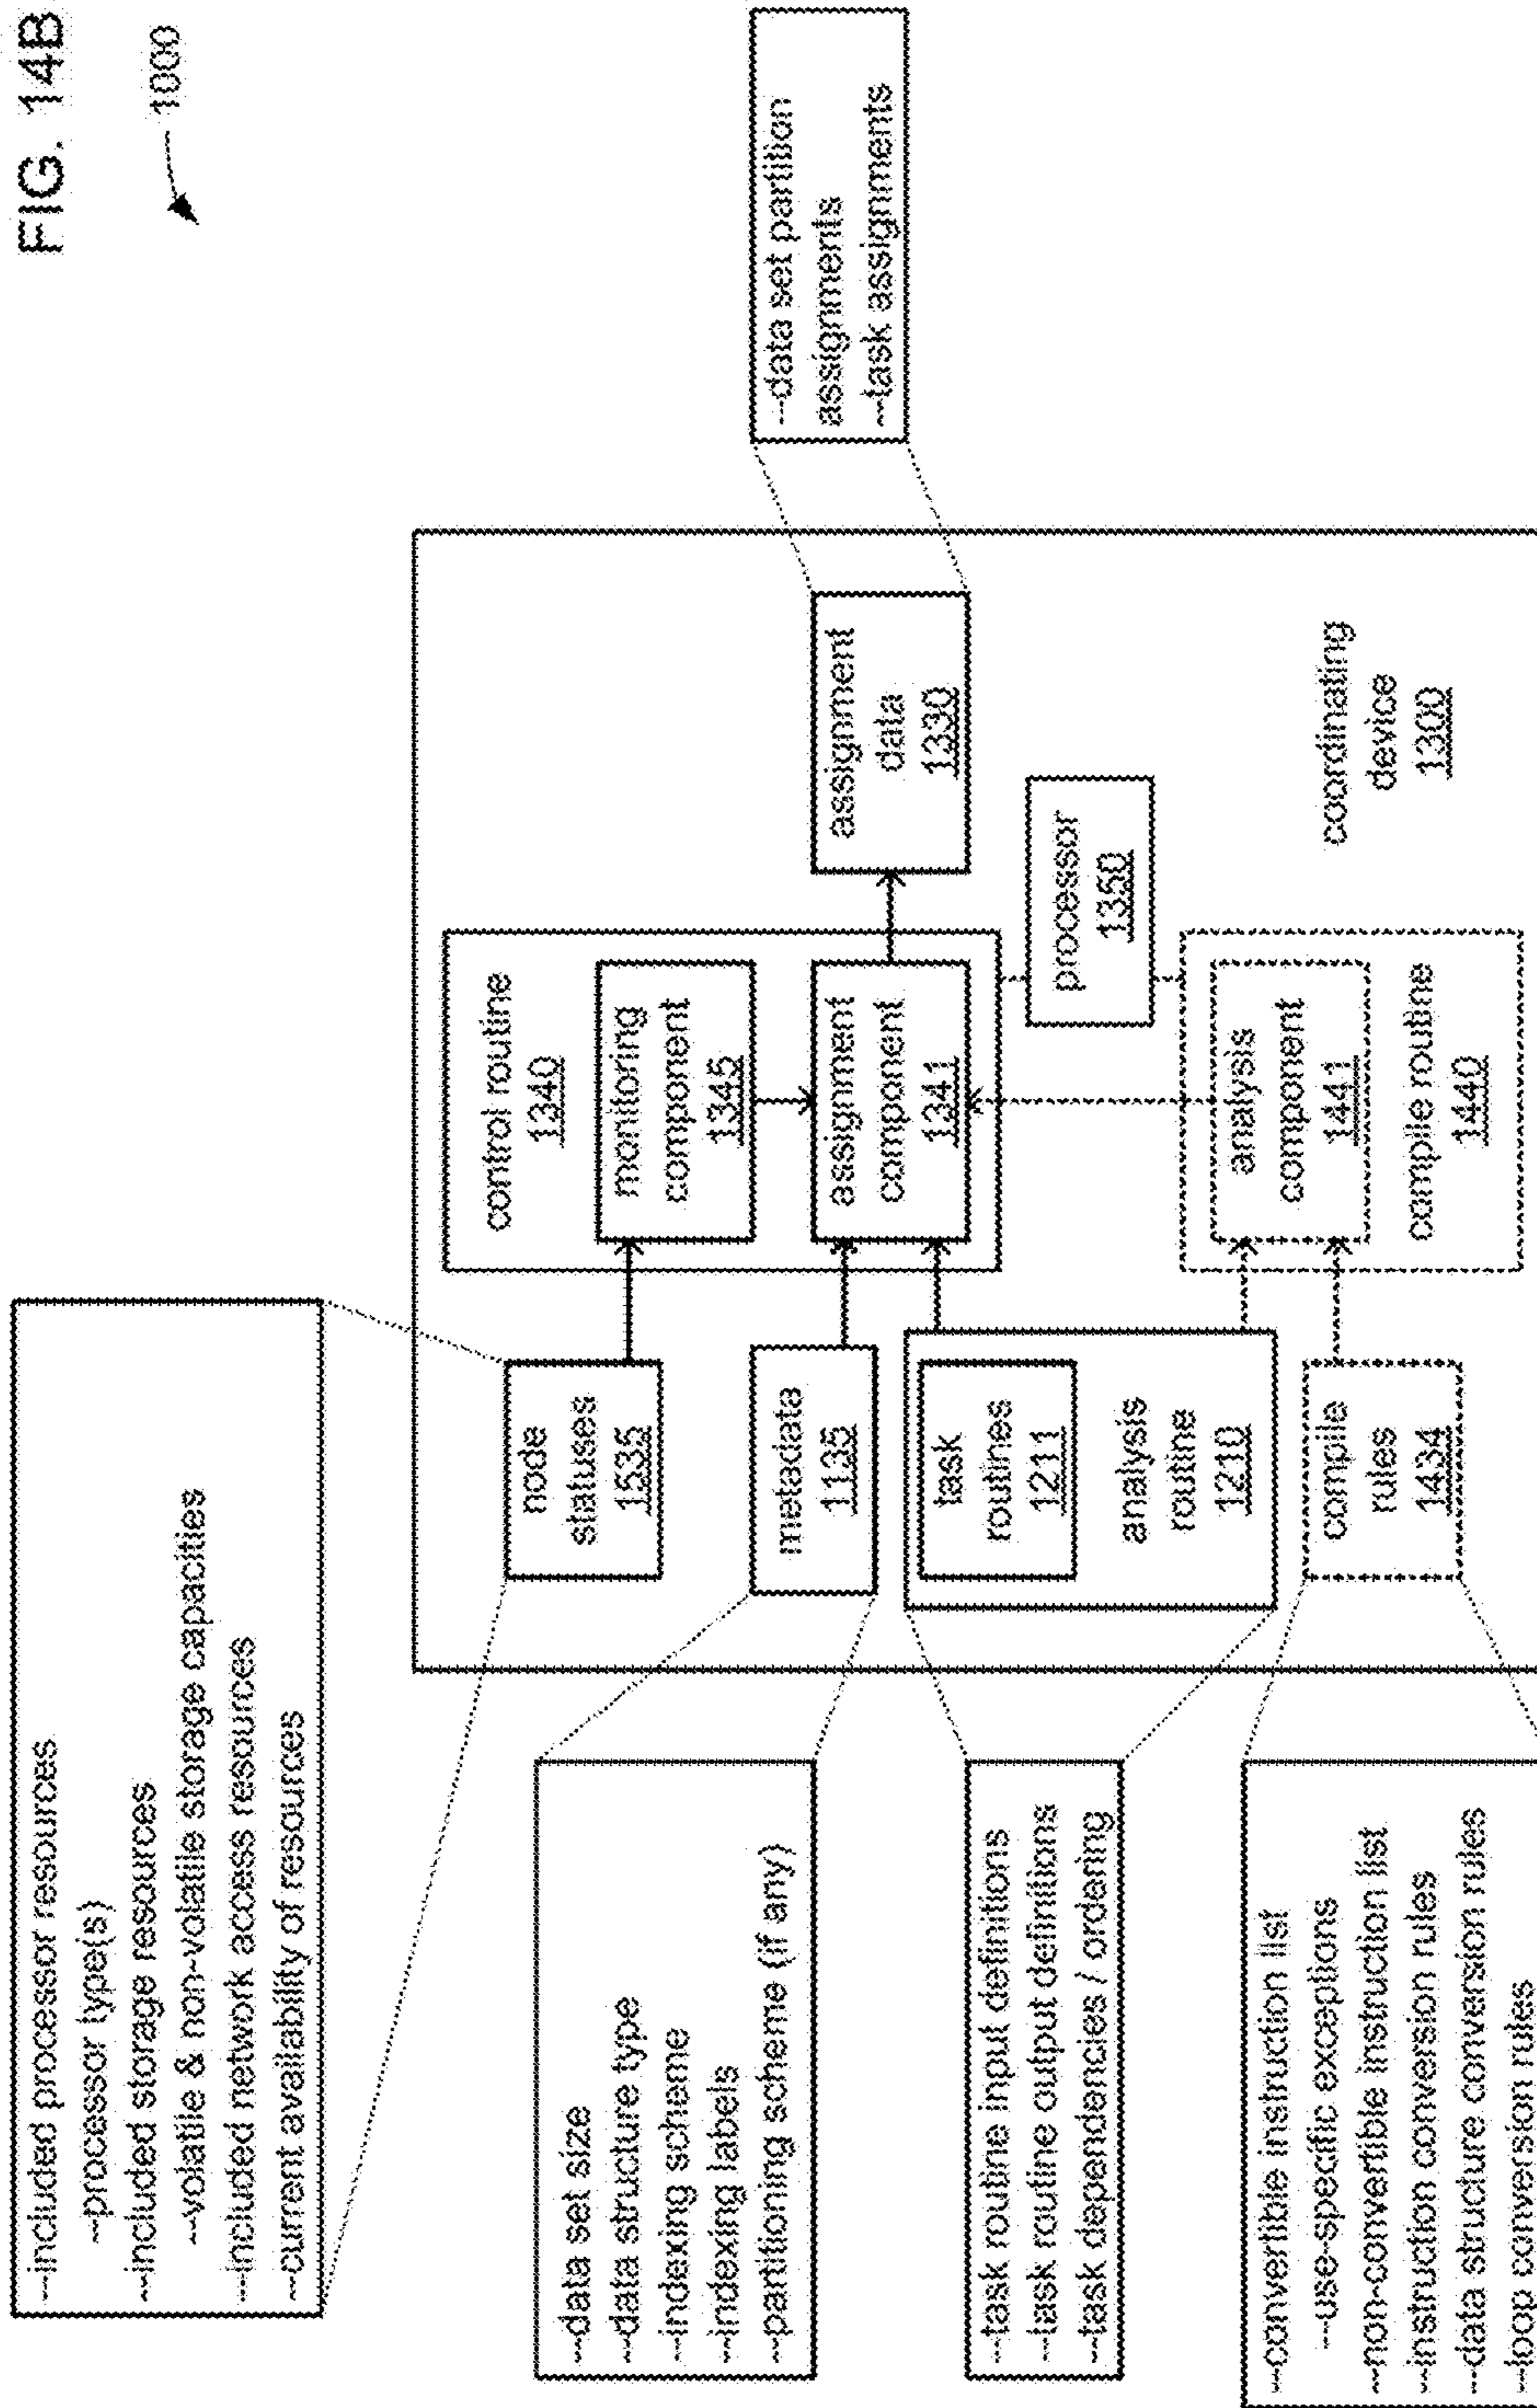 FIG. 14B
1000
--included processor resources
--processor type(s)
--included storage resources
--volatile & non-volatile storage capacities
--included network access resources
--current availability of resources
--data set size
--data structure type
--indexing scheme
--indexing labels
--partitioning scheme (if any)
--task routine input definitions
--task routine output definitions
--task dependencies / ordering
--convertible instruction list
--use-specific exceptions
--non-convertible instruction list
--instruction conversion rules
--data structure conversion rules
--loop conversion rules
node
statuses
1535
metadata
1135
task
routines
1211
analysis
routine
1210
compile
rules
1434
control routine
1340
monitoring
component
1345
assignment
component
1341
analysis
component
1441
compile routine
1440
processor
1350
assignment
data
1330
coordinating
device
1300
--data set partition
assignments
--task assignments